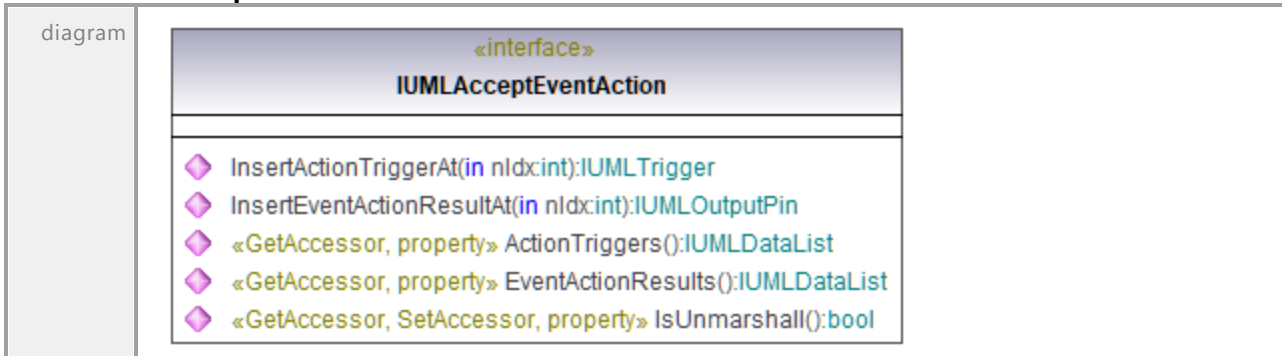 diagram
«interface»
IUMLAcceptEventAction
InsertActionTriggerAt(in nIdx:int):IUMLTrigger
InsertEventActionResultAt(in nIdx:int):IUMLOutputPin
«GetAccessor, property» ActionTriggers():IUMLDataList
«GetAccessor, property» EventActionResults():IUMLDataList
«GetAccessor, SetAccessor, property» IsUnmarshall():bool